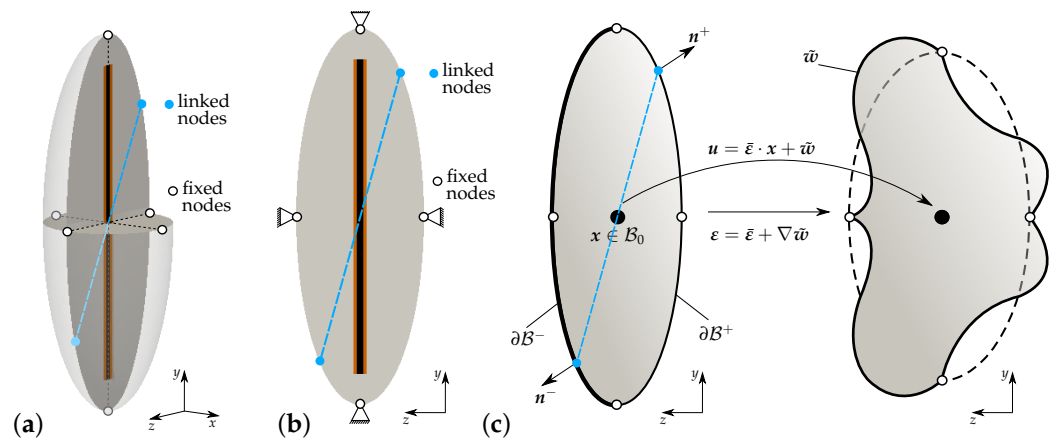 linked
nodes
fixed
nodes
y
z
x
(a)
linked
nodes
fixed
nodes
y
z
(b)
n⁺
x ∈ ℬ₀
∂ℬ⁻
∂ℬ⁺
n⁻
y
z
(c)
u = ε̄ · x + w̃
ε = ε̄ + ∇w̃
w̃